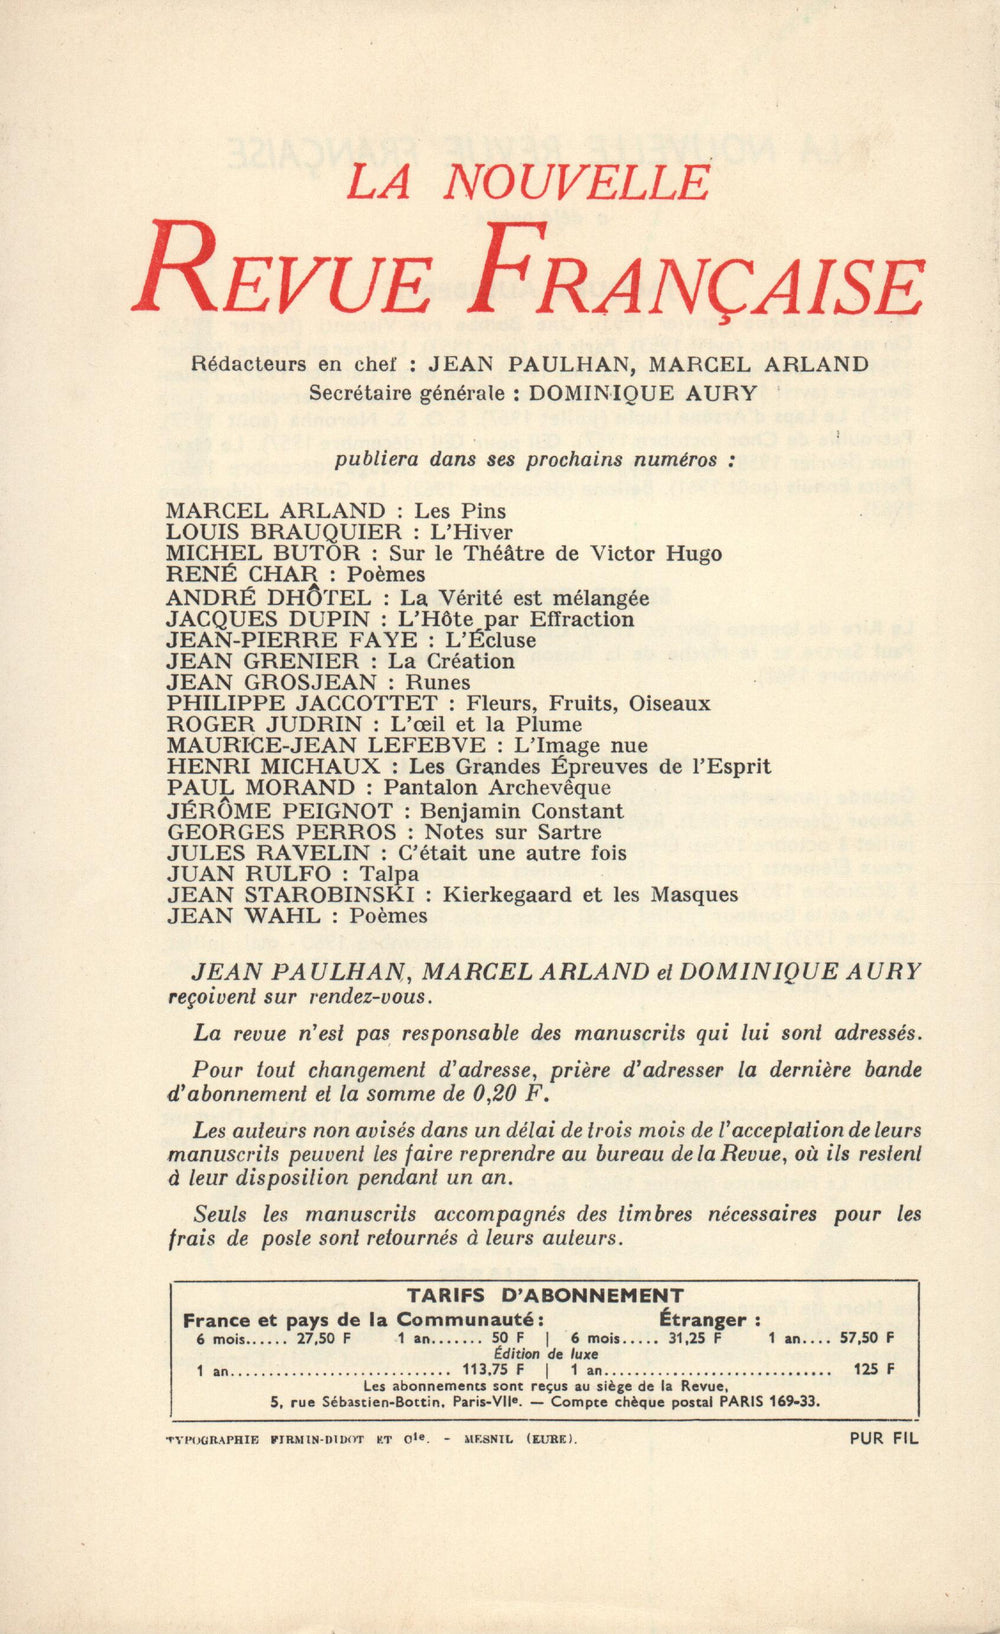 LA NOUVELLE
REVUE FRANÇAISE
Rédacteurs en chef : JEAN PAULHAN, MARCEL ARLAND
Secrétaire générale : DOMINIQUE AURY
publiera dans ses prochains numéros :
MARCEL ARLAND : Les Pins
LOUIS BRAUQUIER : L'Hiver
MICHEL BUTOR : Sur le Théâtre de Victor Hugo
RENÉ CHAR : Poèmes
ANDRÉ DHÔTEL : La Vérité est mélangée
JACQUES DUPIN : L'Hôte par Effraction
JEAN-PIERRE FAYE : L'Écluse
JEAN GRENIER : La Création
JEAN GROSJEAN : Runes
PHILIPPE JACCOTTET : Fleurs, Fruits, Oiseaux
ROGER JUDRIN : L'œil et la Plume
MAURICE-JEAN LEFEBVE : L'Image nue
HENRI MICHAUX : Les Grandes Épreuves de l'Esprit
PAUL MORAND : Pantalon Archevêque
JÉRÔME PEIGNOT : Benjamin Constant
GEORGES PERROS : Notes sur Sartre
JULES RAVELIN : C'était une autre fois
JUAN RULFO : Talpa
JEAN STAROBINSKI : Kierkegaard et les Masques
JEAN WAHL : Poèmes
JEAN PAULHAN, MARCEL ARLAND et DOMINIQUE AURY
reçoivent sur rendez-vous.
La revue n'est pas responsable des manuscrits qui lui sont adressés.
Pour tout changement d'adresse, prière d'adresser la dernière bande
d'abonnement et la somme de 0,20 F.
Les auteurs non avisés dans un délai de trois mois de l'acceptation de leurs
manuscrits peuvent les faire reprendre au bureau de la Revue, où ils restent
à leur disposition pendant un an.
Seuls les manuscrits accompagnés des timbres nécessaires pour les
frais de poste sont retournés à leurs auteurs.
TARIFS D'ABONNEMENT
France et pays de la Communauté : Étranger :
6 mois...... 27,50 F 1 an....... 50 F | 6 mois..... 31,25 F 1 an.... 57,50 F
Édition de luxe
1 an............................ 113,75 F | 1 an............................ 125 F
Les abonnements sont reçus au siège de la Revue,
5, rue Sébastien-Bottin, Paris-VIIe. — Compte chèque postal PARIS 169-33.
TYPOGRAPHIE FIRMIN-DIDOT ET Cie. - MESNIL (EURE). PUR FIL